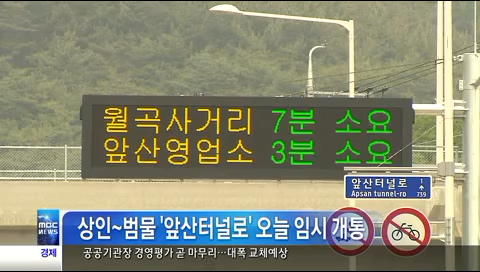 월곡사거리 7분 소요
앞산영업소 3분 소요
앞산터널로 1
Apsan tunnel-ro 739
MBC NEWS
상인~범물 '앞산터널로' 오늘 임시 개통
경제 공공기관장 경영평가 곧 마무리…대폭 교체예상